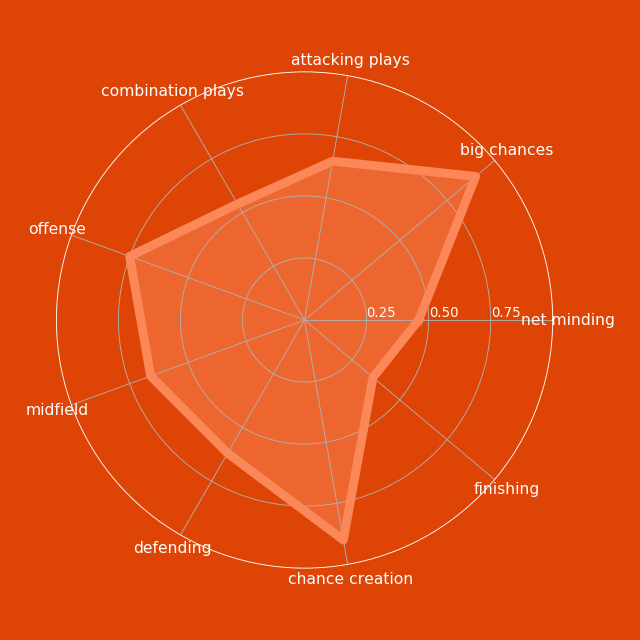 attacking plays
combination plays
big chances
offense
0.25
0.50
0.75
net minding
midfield
finishing
defending
chance creation